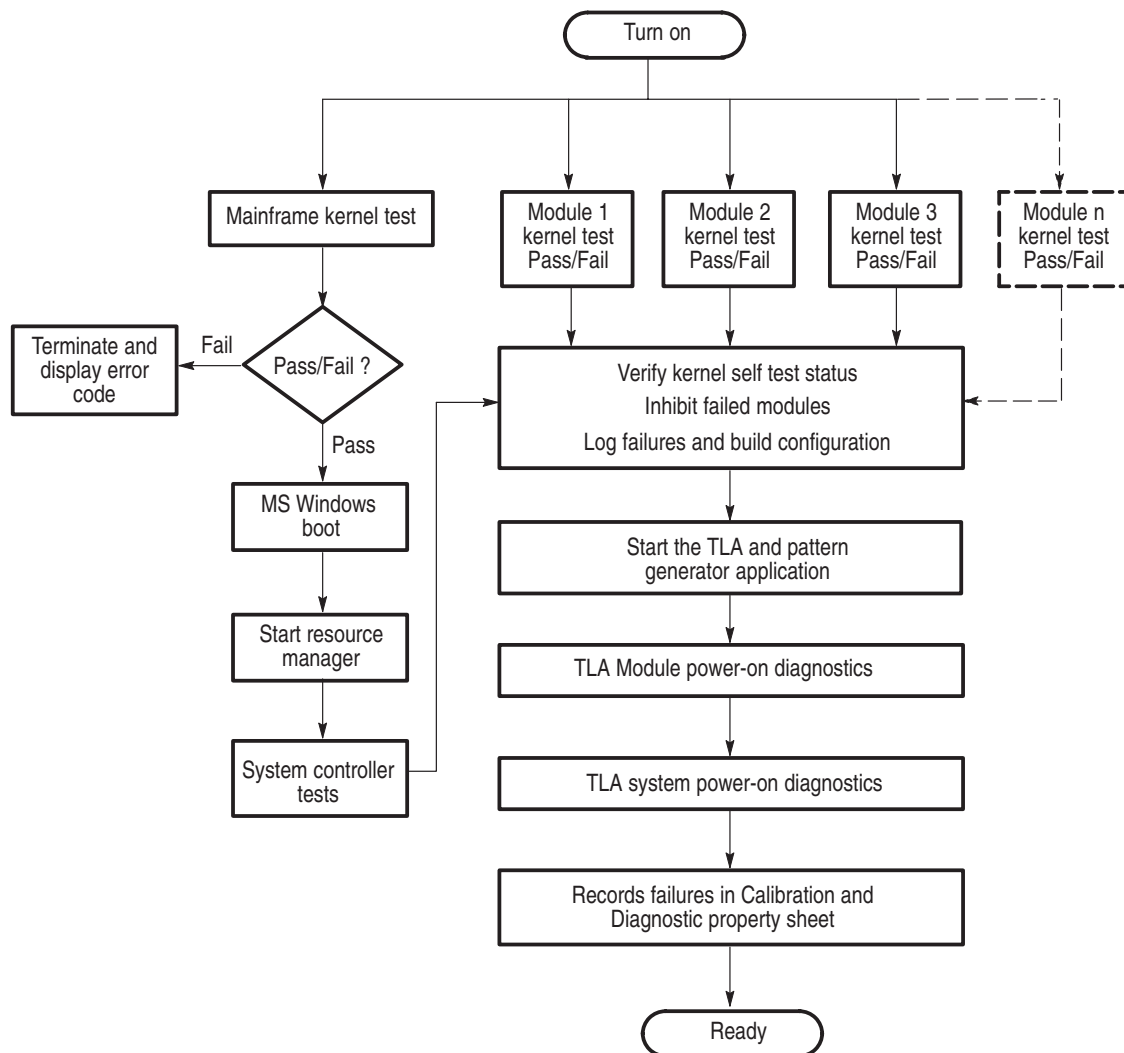 Turn on
Mainframe kernel test
Module 1
kernel test
Pass/Fail
Module 2
kernel test
Pass/Fail
Module 3
kernel test
Pass/Fail
Module n
kernel test
Pass/Fail
Terminate and
display error
code
Fail
Pass/Fail ?
Pass
Verify kernel self test status
Inhibit failed modules
Log failures and build configuration
MS Windows
boot
Start the TLA and pattern
generator application
Start resource
manager
TLA Module power-on diagnostics
System controller
tests
TLA system power-on diagnostics
Records failures in Calibration and
Diagnostic property sheet
Ready